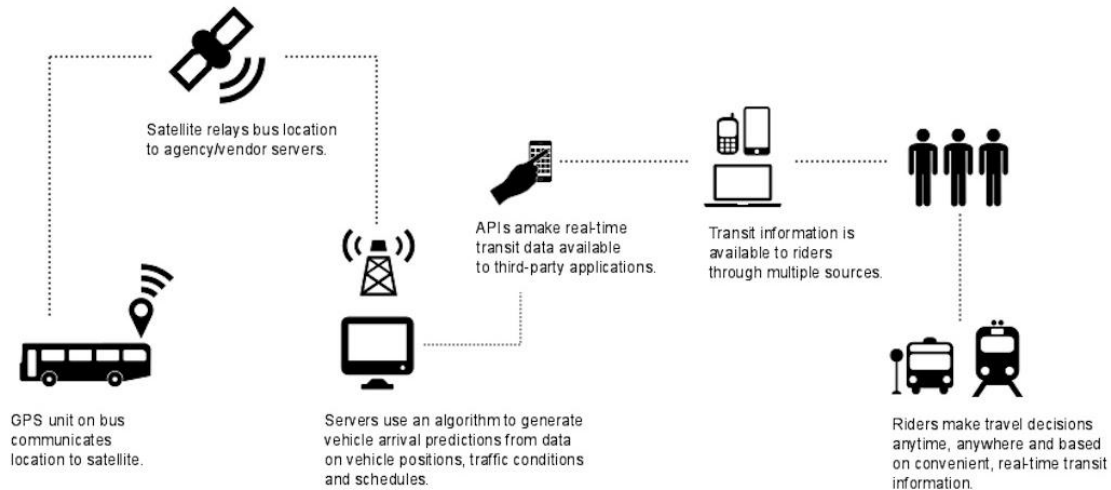 Satellite relays bus location
to agency/vendor servers.
APIs amake real-time
transit data available
to third-party applications.
Transit information is
available to riders
through multiple sources.
GPS unit on bus
communicates
location to satellite.
Servers use an algorithm to generate
vehicle arrival predictions from data
on vehicle positions, traffic conditions
and schedules.
Riders make travel decisions
anytime, anywhere and based
on convenient, real-time transit
information.